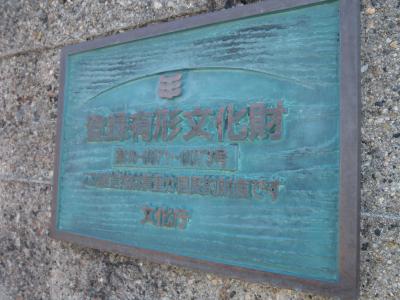 登録有形文化財
この建造物は貴重な国民的財産です
文化庁